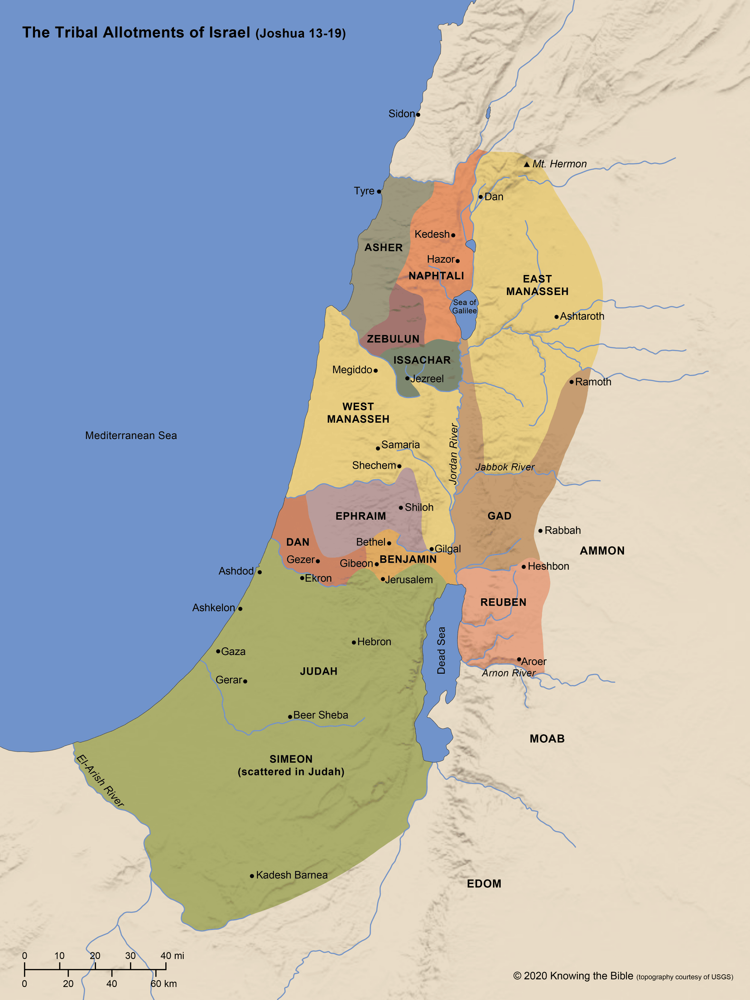 The Tribal Allotments of Israel (Joshua 13-19)
Sidon
Mt. Hermon
Tyre
Dan
Kedesh
ASHER
Hazor
NAPHTALI
EAST
MANASSEH
Sea of
Galilee
Ashtaroth
ZEBULUN
ISSACHAR
Megiddo
Jezreel
Ramoth
WEST
MANASSEH
Mediterranean Sea
Jordan River
Samaria
Shechem
Jabbok River
Shiloh
EPHRAIM
GAD
Rabbah
DAN
Bethel
Gilgal
AMMON
Gezer
Gibeon
BENJAMIN
Heshbon
Ashdod
Ekron
Jerusalem
REUBEN
Ashkelon
Dead Sea
Hebron
Gaza
Aroer
JUDAH
Arnon River
Gerar
Beer Sheba
MOAB
SIMEON
(scattered in Judah)
El-Arish River
Kadesh Barnea
EDOM
0 10 20 30 40 mi
0 20 40 60 km
© 2020 Knowing the Bible (topography courtesy of USGS)